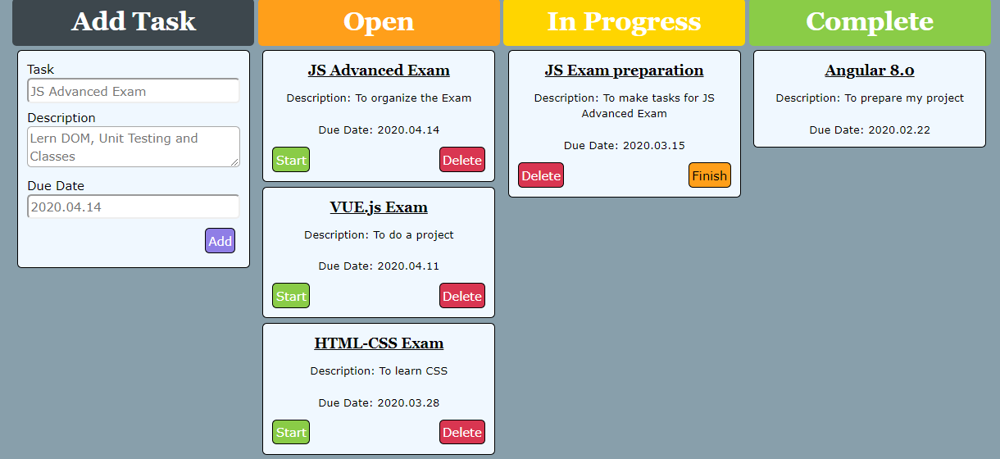 Add Task
Task
JS Advanced Exam
Description
Lern DOM, Unit Testing and
Classes
Due Date
2020.04.14
Add
Open
JS Advanced Exam
Description: To organize the Exam
Due Date: 2020.04.14
Start Delete
VUE.js Exam
Description: To do a project
Due Date: 2020.04.11
Start Delete
HTML-CSS Exam
Description: To learn CSS
Due Date: 2020.03.28
Start Delete
In Progress
JS Exam preparation
Description: To make tasks for JS
Advanced Exam
Due Date: 2020.03.15
Delete Finish
Complete
Angular 8.0
Description: To prepare my project
Due Date: 2020.02.22